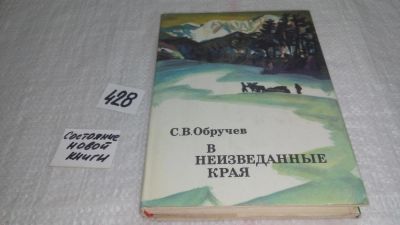 428
Состояние
новой
книги
С.В.Обручев
В
НЕИЗВЕДАННЫЕ
КРАЯ